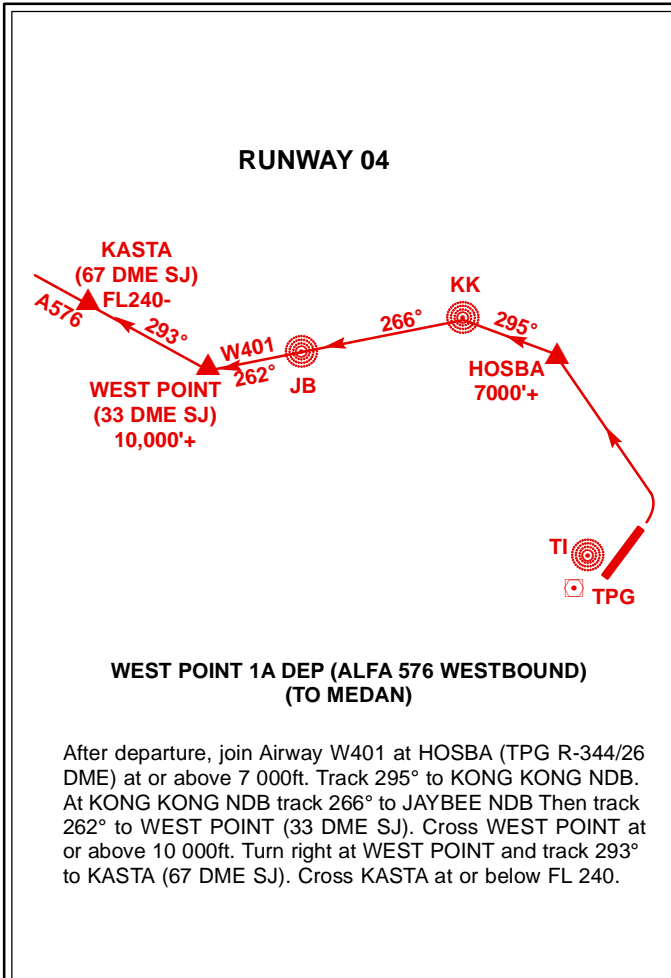 RUNWAY 04
KASTA
(67 DME SJ)
FL240-
A576
293°
WEST POINT
(33 DME SJ)
10,000'+
W401
262°
JB
266°
KK
295°
HOSBA
7000'+
TI
TPG
WEST POINT 1A DEP (ALFA 576 WESTBOUND)
(TO MEDAN)
After departure, join Airway W401 at HOSBA (TPG R-344/26
DME) at or above 7 000ft. Track 295° to KONG KONG NDB.
At KONG KONG NDB track 266° to JAYBEE NDB Then track
262° to WEST POINT (33 DME SJ). Cross WEST POINT at
or above 10 000ft. Turn right at WEST POINT and track 293°
to KASTA (67 DME SJ). Cross KASTA at or below FL 240.